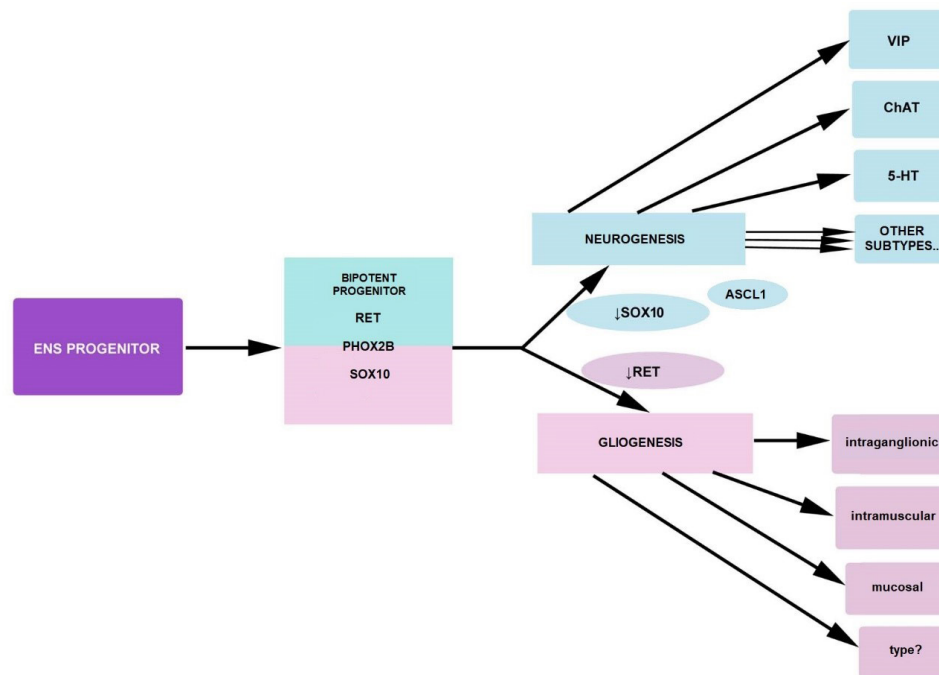 ENS PROGENITOR
BIPOTENT
PROGENITOR
RET
PHOX2B
SOX10
NEUROGENESIS
↓SOX10
ASCL1
↓RET
GLIOGENESIS
VIP
ChAT
5-HT
OTHER
SUBTYPES..
intraganglionic
intramuscular
mucosal
type?